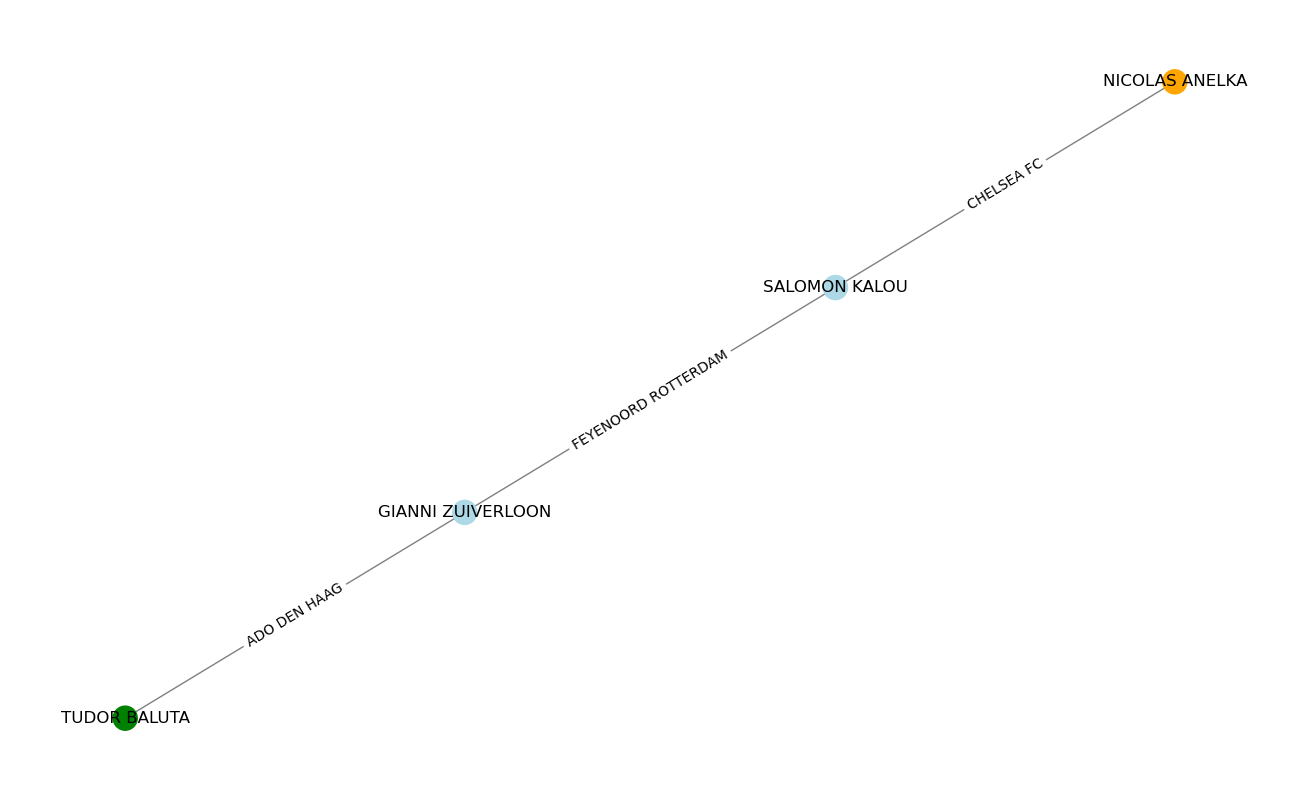 NICOLAS ANELKA
CHELSEA FC
SALOMON KALOU
FEYENOORD ROTTERDAM
GIANNI ZUIVERLOON
ADO DEN HAAG
TUDOR BALUTA